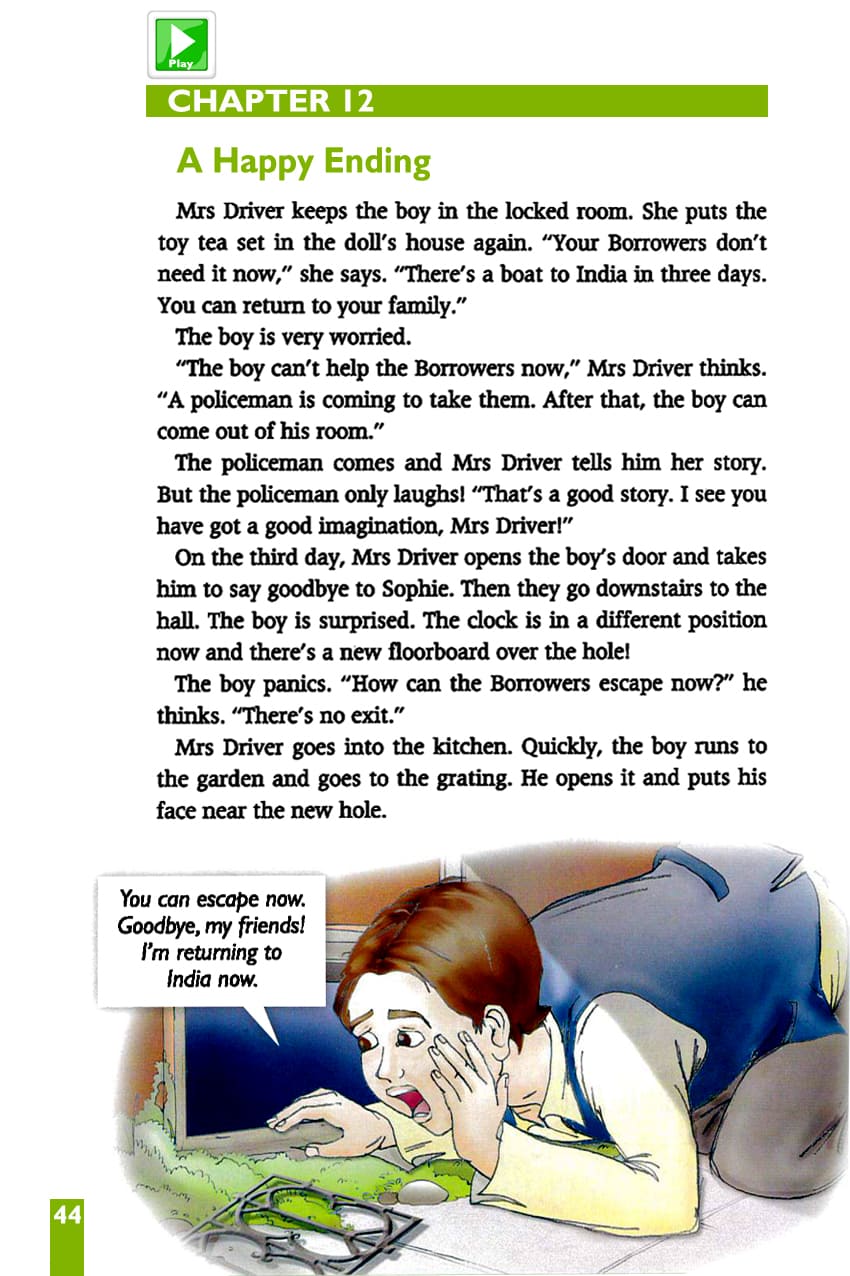 Play
CHAPTER 12
A Happy Ending
Mrs Driver keeps the boy in the locked room. She puts the
toy tea set in the doll's house again. "Your Borrowers don't
need it now," she says. "There's a boat to India in three days.
You can return to your family."
The boy is very worried.
"The boy can't help the Borrowers now," Mrs Driver thinks.
"A policeman is coming to take them. After that, the boy can
come out of his room."
The policeman comes and Mrs Driver tells him her story.
But the policeman only laughs! "That's a good story. I see you
have got a good imagination, Mrs Driver!"
On the third day, Mrs Driver opens the boy's door and takes
him to say goodbye to Sophie. Then they go downstairs to the
hall. The boy is surprised. The clock is in a different position
now and there's a new floorboard over the hole!
The boy panics. "How can the Borrowers escape now?" he
thinks. "There's no exit."
Mrs Driver goes into the kitchen. Quickly, the boy runs to
the garden and goes to the grating. He opens it and puts his
face near the new hole.
You can escape now.
Goodbye, my friends!
I'm returning to
India now.
44